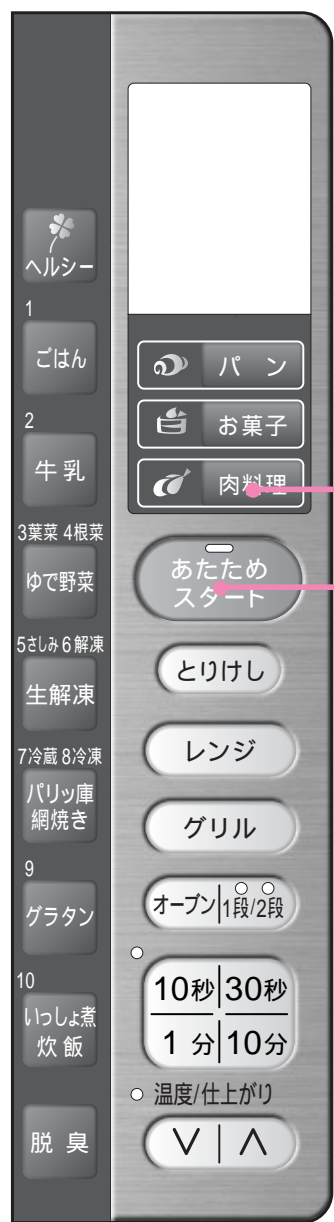 ヘルシー
1
ごはん
2
牛乳
3葉菜 4根菜
ゆで野菜
5さしみ 6解凍
生解凍
7冷蔵 8冷凍
パリッ庫
網焼き
9
グラタン
10
いっしょ煮
炊飯
脱臭
パン
お菓子
肉料理
あたため
スタート
とりけし
レンジ
グリル
オーブン 1段/2段
10秒 30秒
1分 10分
温度/仕上がり